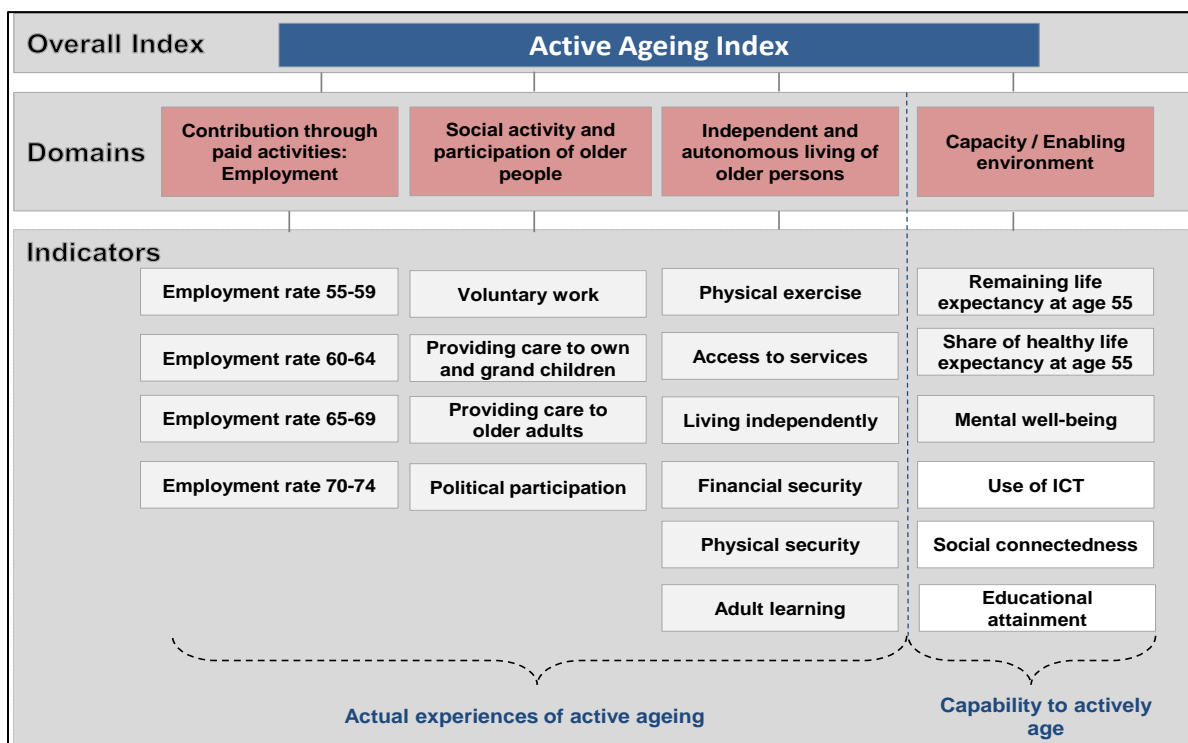 Overall Index
Active Ageing Index
Domains
Contribution through
paid activities:
Employment
Social activity and
participation of older
people
Independent and
autonomous living of
older persons
Capacity / Enabling
environment
Indicators
Employment rate 55-59
Employment rate 60-64
Employment rate 65-69
Employment rate 70-74
Voluntary work
Providing care to own
and grand children
Providing care to
older adults
Political participation
Physical exercise
Access to services
Living independently
Financial security
Physical security
Adult learning
Remaining life
expectancy at age 55
Share of healthy life
expectancy at age 55
Mental well-being
Use of ICT
Social connectedness
Educational
attainment
Actual experiences of active ageing
Capability to actively
age